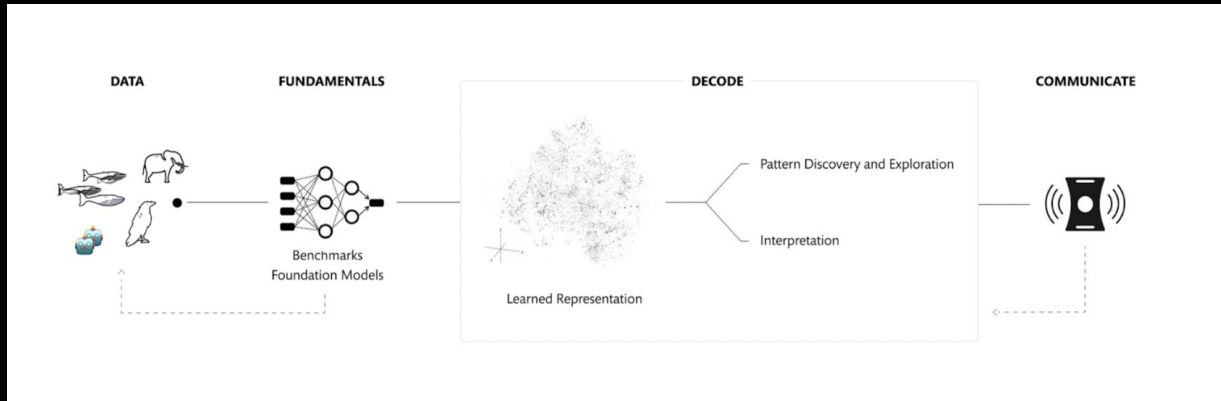 DATA
FUNDAMENTALS
DECODE
COMMUNICATE
Pattern Discovery and Exploration
Interpretation
Benchmarks
Foundation Models
Learned Representation